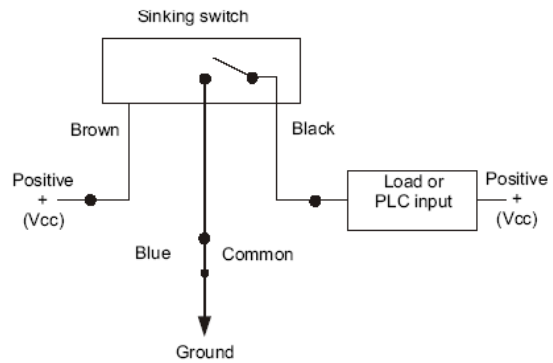 Sinking switch
Brown
Black
Positive
+
(Vcc)
Load or
PLC input
Positive
+
(Vcc)
Blue
Common
Ground